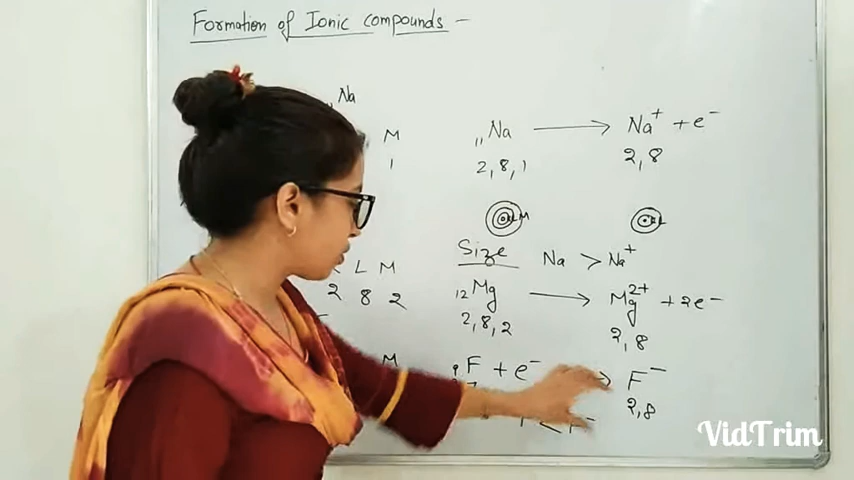 Formation of Ionic compounds -
Na
M
1
₁₁Na ⟶ Na⁺ + e⁻
2, 8, 1
2, 8
L M
L
Size Na > Na⁺
L M
2 8 2
₁₂Mg ⟶ Mg²⁺ + 2e⁻
2, 8, 2
2, 8
M
₉F + e⁻ → F⁻
2, 8
<
VidTrim